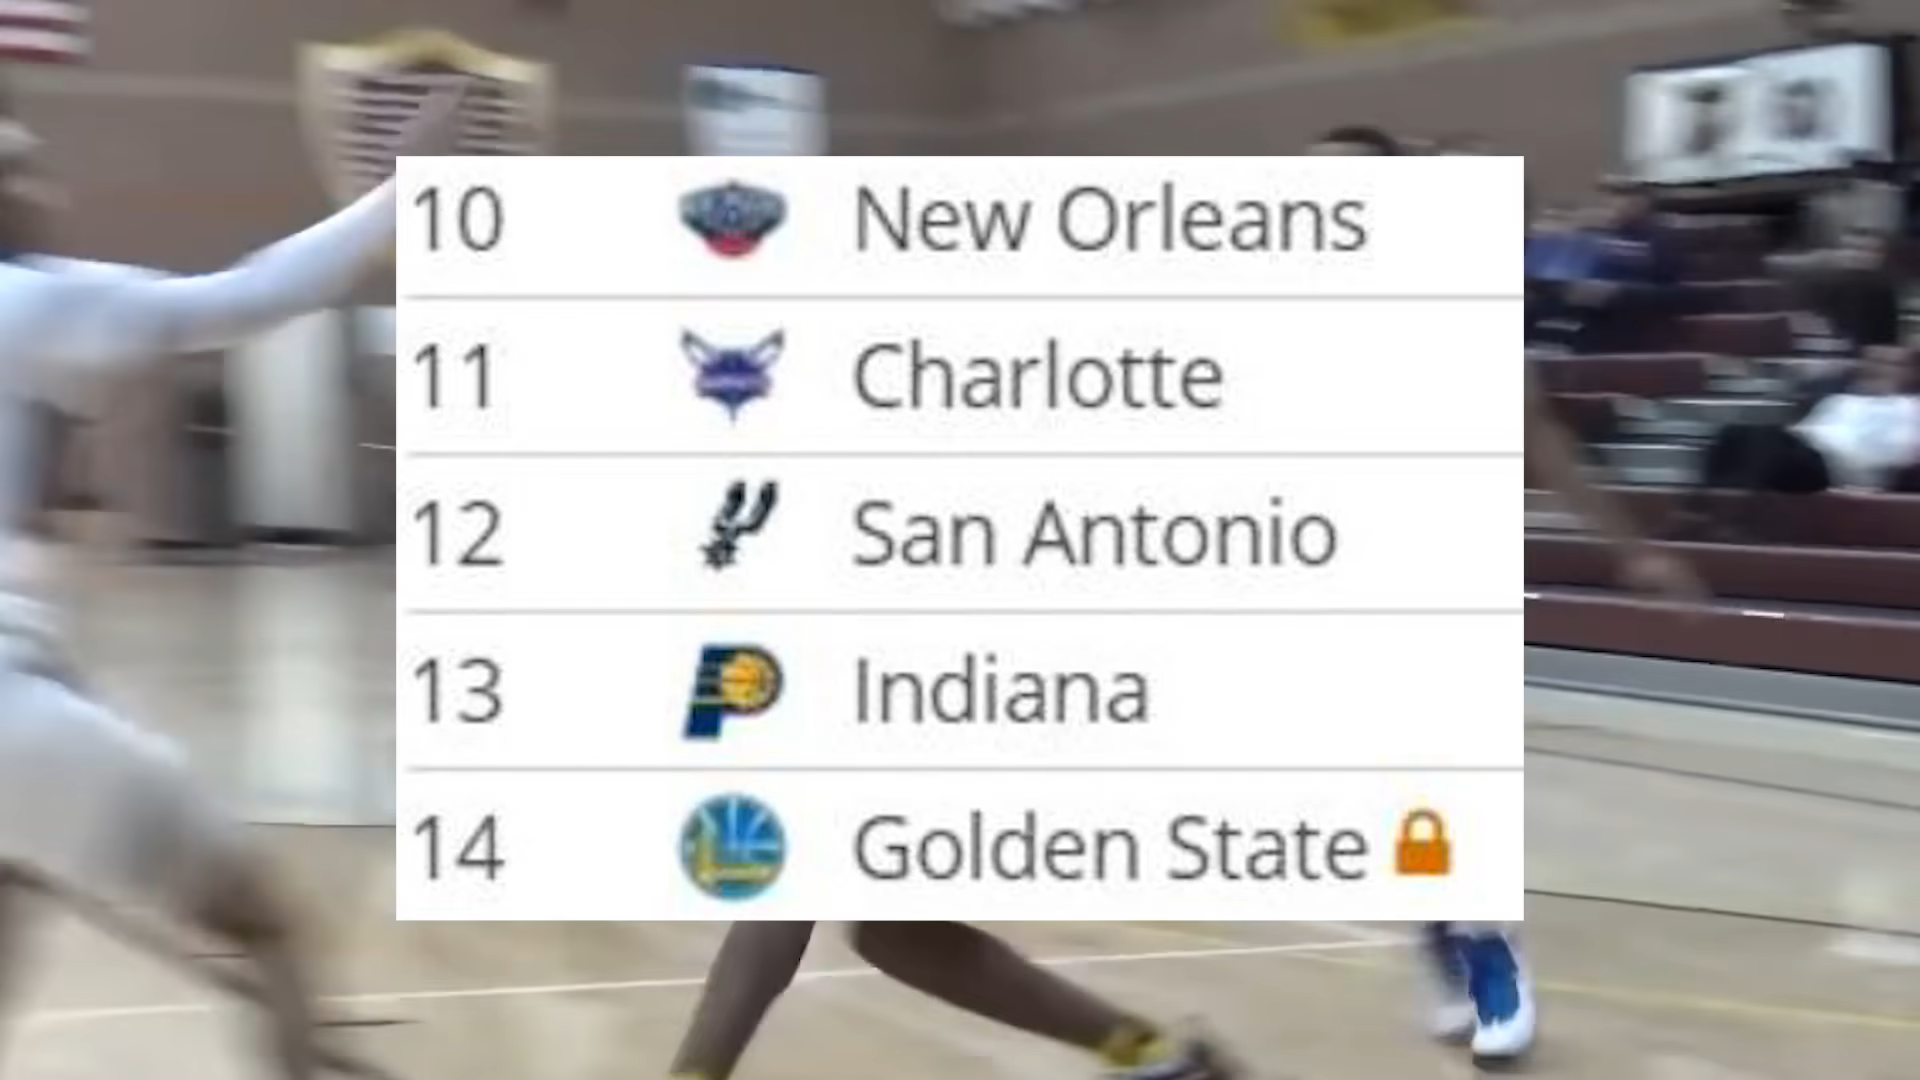 10 New Orleans
11 Charlotte
12 San Antonio
13 Indiana
14 Golden State